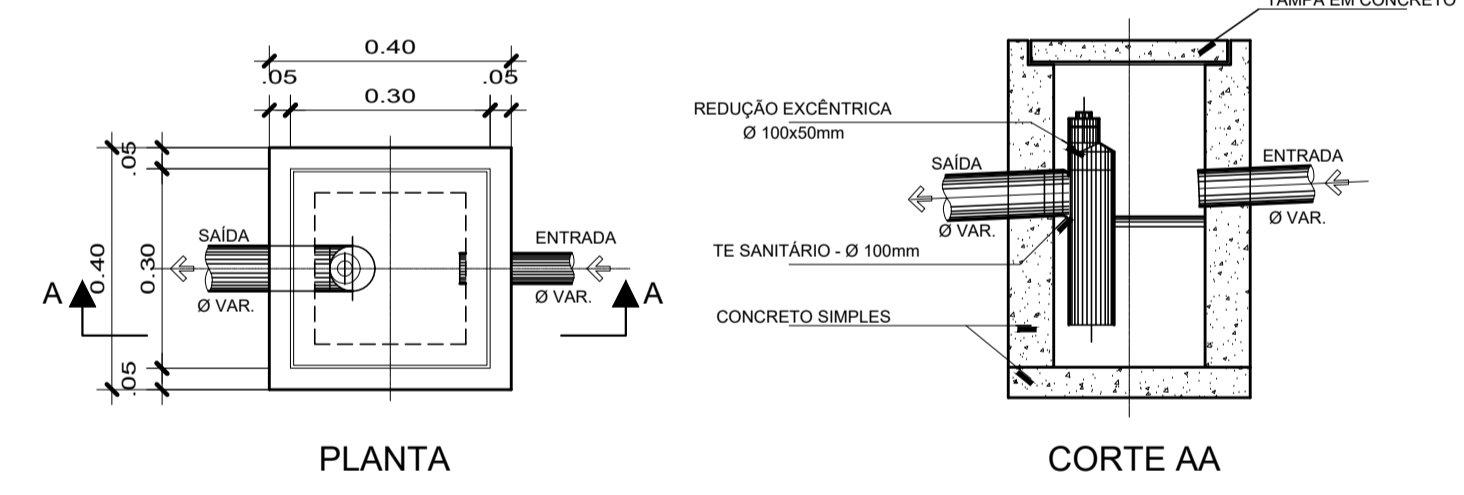 0.40
.05
.05
0.30
.05
0.40
0.30
.05
SAÍDA
Ø VAR.
ENTRADA
Ø VAR.
A
A
PLANTA
TAMPA EM CONCRETO
REDUÇÃO EXCÊNTRICA
Ø 100x50mm
SAÍDA
Ø VAR.
ENTRADA
Ø VAR.
TE SANITÁRIO - Ø 100mm
CONCRETO SIMPLES
CORTE AA